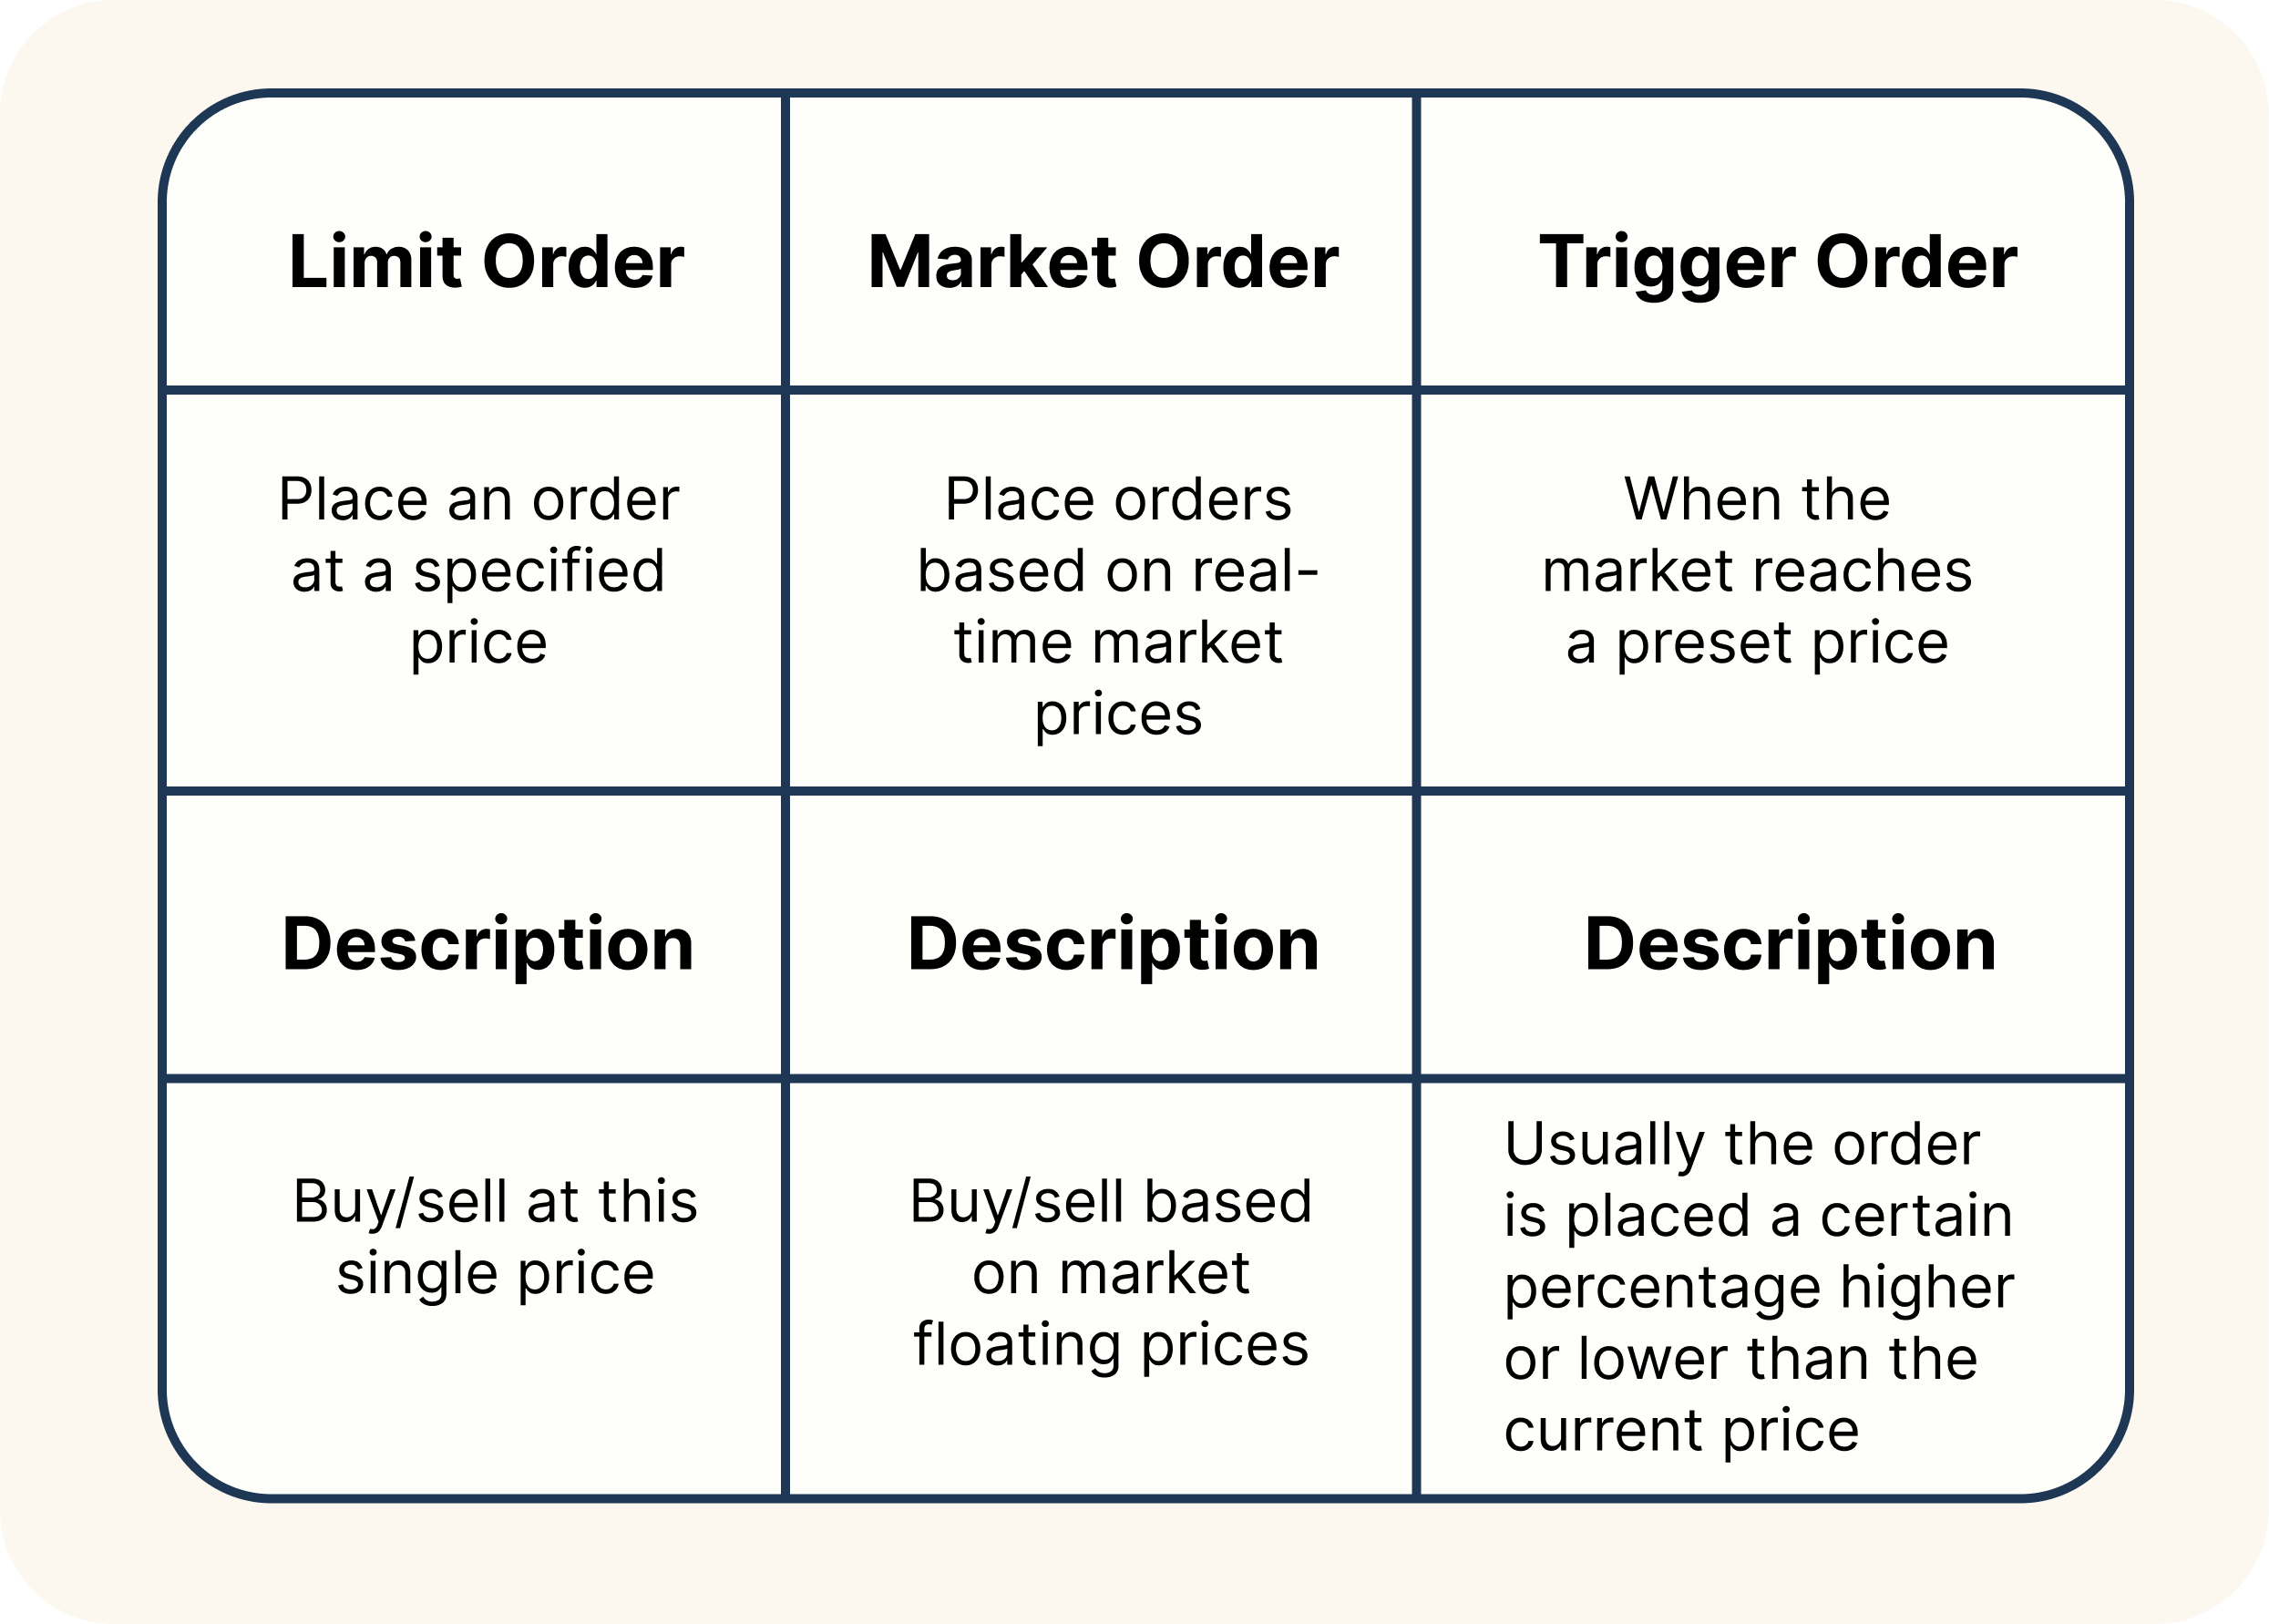 Limit Order
Market Order
Trigger Order
Place an order
at a specified
price
Place orders
based on real-
time market
prices
When the
market reaches
a preset price
Description
Description
Description
Buy/sell at this
single price
Buy/sell based
on market
floating prices
Usually the order
is placed a certain
percentage higher
or lower than the
current price